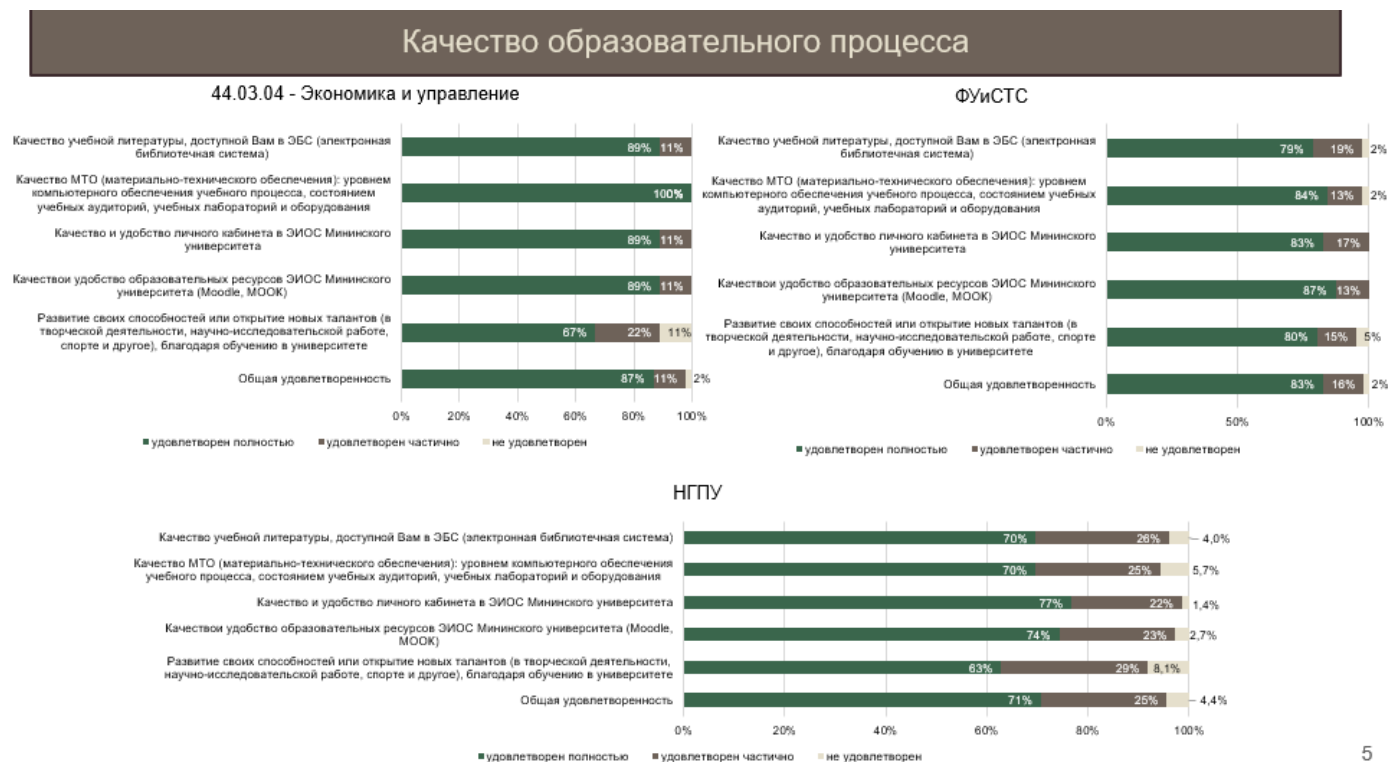 Качество образовательного процесса
44.03.04 - Экономика и управление
Качество учебной литературы, доступной Вам в ЭБС (электронная
библиотечная система)
89% 11%
Качество МТО (материально-технического обеспечения): уровнем
компьютерного обеспечения учебного процесса, состоянием
учебных аудиторий, учебных лабораторий и оборудования
100%
Качество и удобство личного кабинета в ЭИОС Мининского
университета
89% 11%
Качествои удобство образовательных ресурсов ЭИОС Мининского
университета (Moodle, МООК)
89% 11%
Развитие своих способностей или открытие новых талантов (в
творческой деятельности, научно-исследовательской работе,
спорте и другое), благодаря обучению в университете
67% 22% 11%
Общая удовлетворенность
87% 11% 2%
0% 20% 40% 60% 80% 100%
удовлетворен полностью удовлетворен частично не удовлетворен
ФУиСТС
Качество учебной литературы, доступной Вам в ЭБС (электронная
библиотечная система)
79% 19% 2%
Качество МТО (материально-технического обеспечения): уровнем
компьютерного обеспечения учебного процесса, состоянием учебных
аудиторий, учебных лабораторий и оборудования
84% 13% 2%
Качество и удобство личного кабинета в ЭИОС Мининского
университета
83% 17%
Качествои удобство образовательных ресурсов ЭИОС Мининского
университета (Moodle, МООК)
87% 13%
Развитие своих способностей или открытие новых талантов (в
творческой деятельности, научно-исследовательской работе, спорте
и другое), благодаря обучению в университете
80% 15% 5%
Общая удовлетворенность
83% 16% 2%
0% 50% 100%
удовлетворен полностью удовлетворен частично не удовлетворен
НГПУ
Качество учебной литературы, доступной Вам в ЭБС (электронная библиотечная система)
70% 26% 4,0%
Качество МТО (материально-технического обеспечения): уровнем компьютерного обеспечения
учебного процесса, состоянием учебных аудиторий, учебных лабораторий и оборудования
70% 25% 5,7%
Качество и удобство личного кабинета в ЭИОС Мининского университета
77% 22% 1,4%
Качествои удобство образовательных ресурсов ЭИОС Мининского университета (Moodle,
МООК)
74% 23% 2,7%
Развитие своих способностей или открытие новых талантов (в творческой деятельности,
научно-исследовательской работе, спорте и другое), благодаря обучению в университете
63% 29% 8,1%
Общая удовлетворенность
71% 25% 4,4%
0% 20% 40% 60% 80% 100%
удовлетворен полностью удовлетворен частично не удовлетворен
5